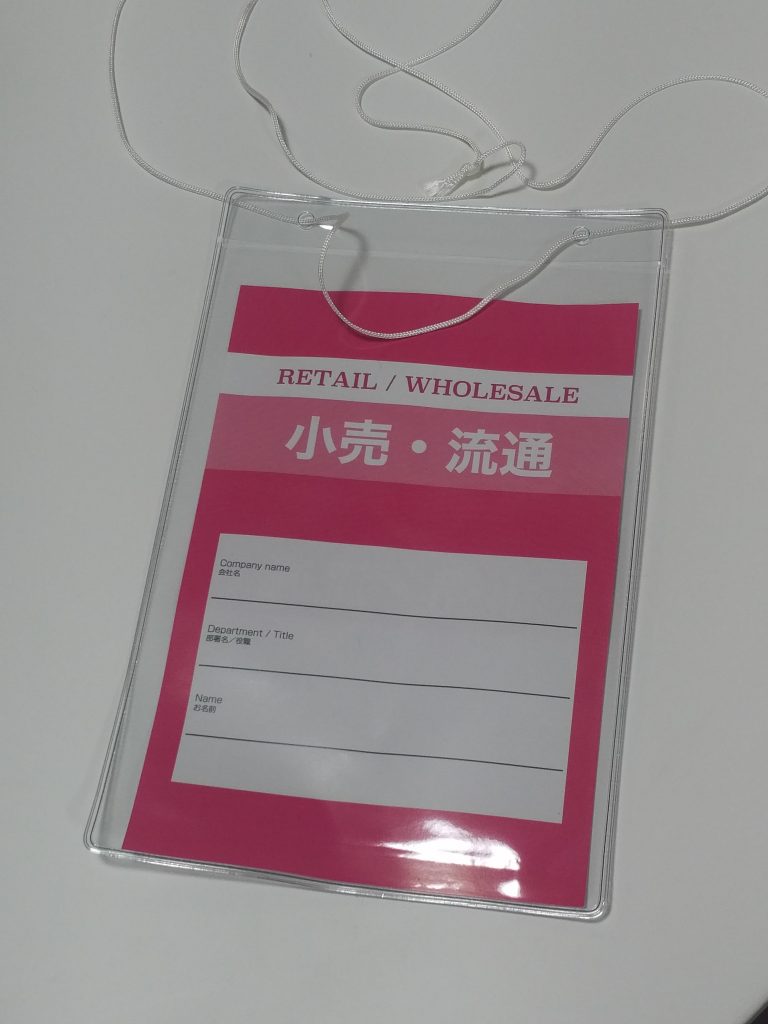 RETAIL / WHOLESALE
小売・流通
Company name
会社名
Department / Title
部署名／役職
Name
お名前